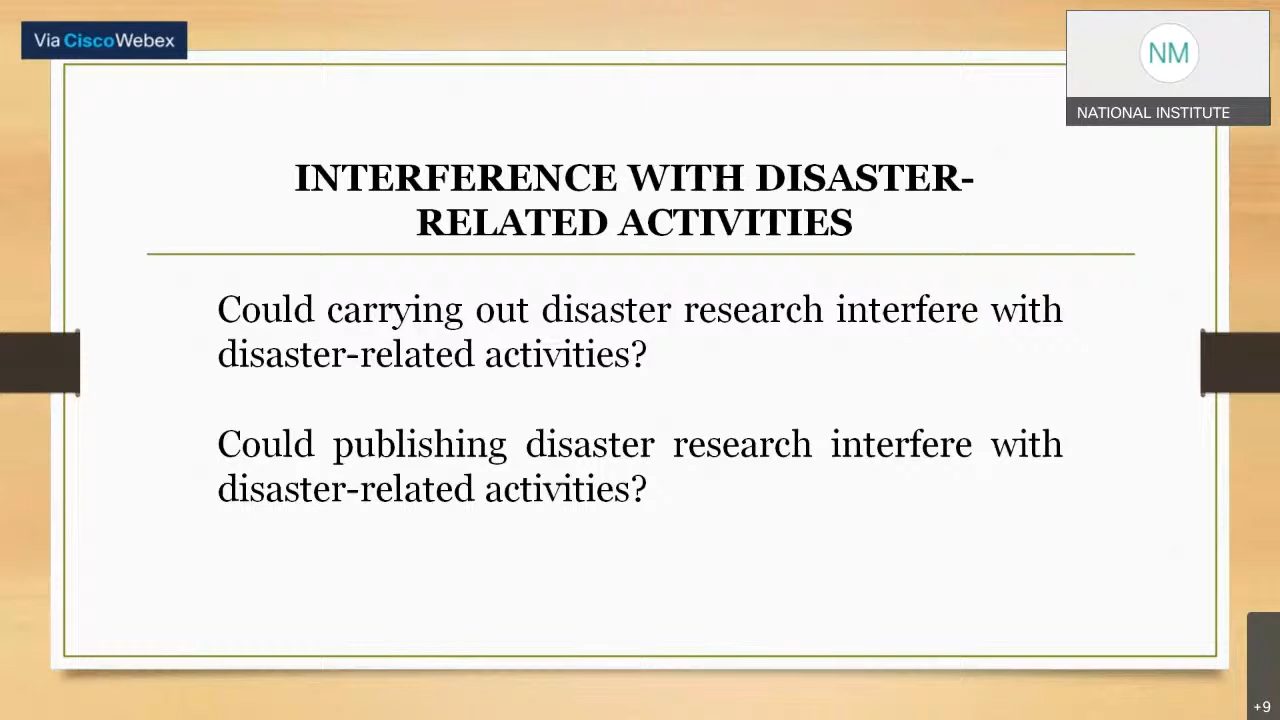 Via CiscoWebex
NM
NATIONAL INSTITUTE
INTERFERENCE WITH DISASTER-
RELATED ACTIVITIES
Could carrying out disaster research interfere with
disaster-related activities?
Could publishing disaster research interfere with
disaster-related activities?
+9